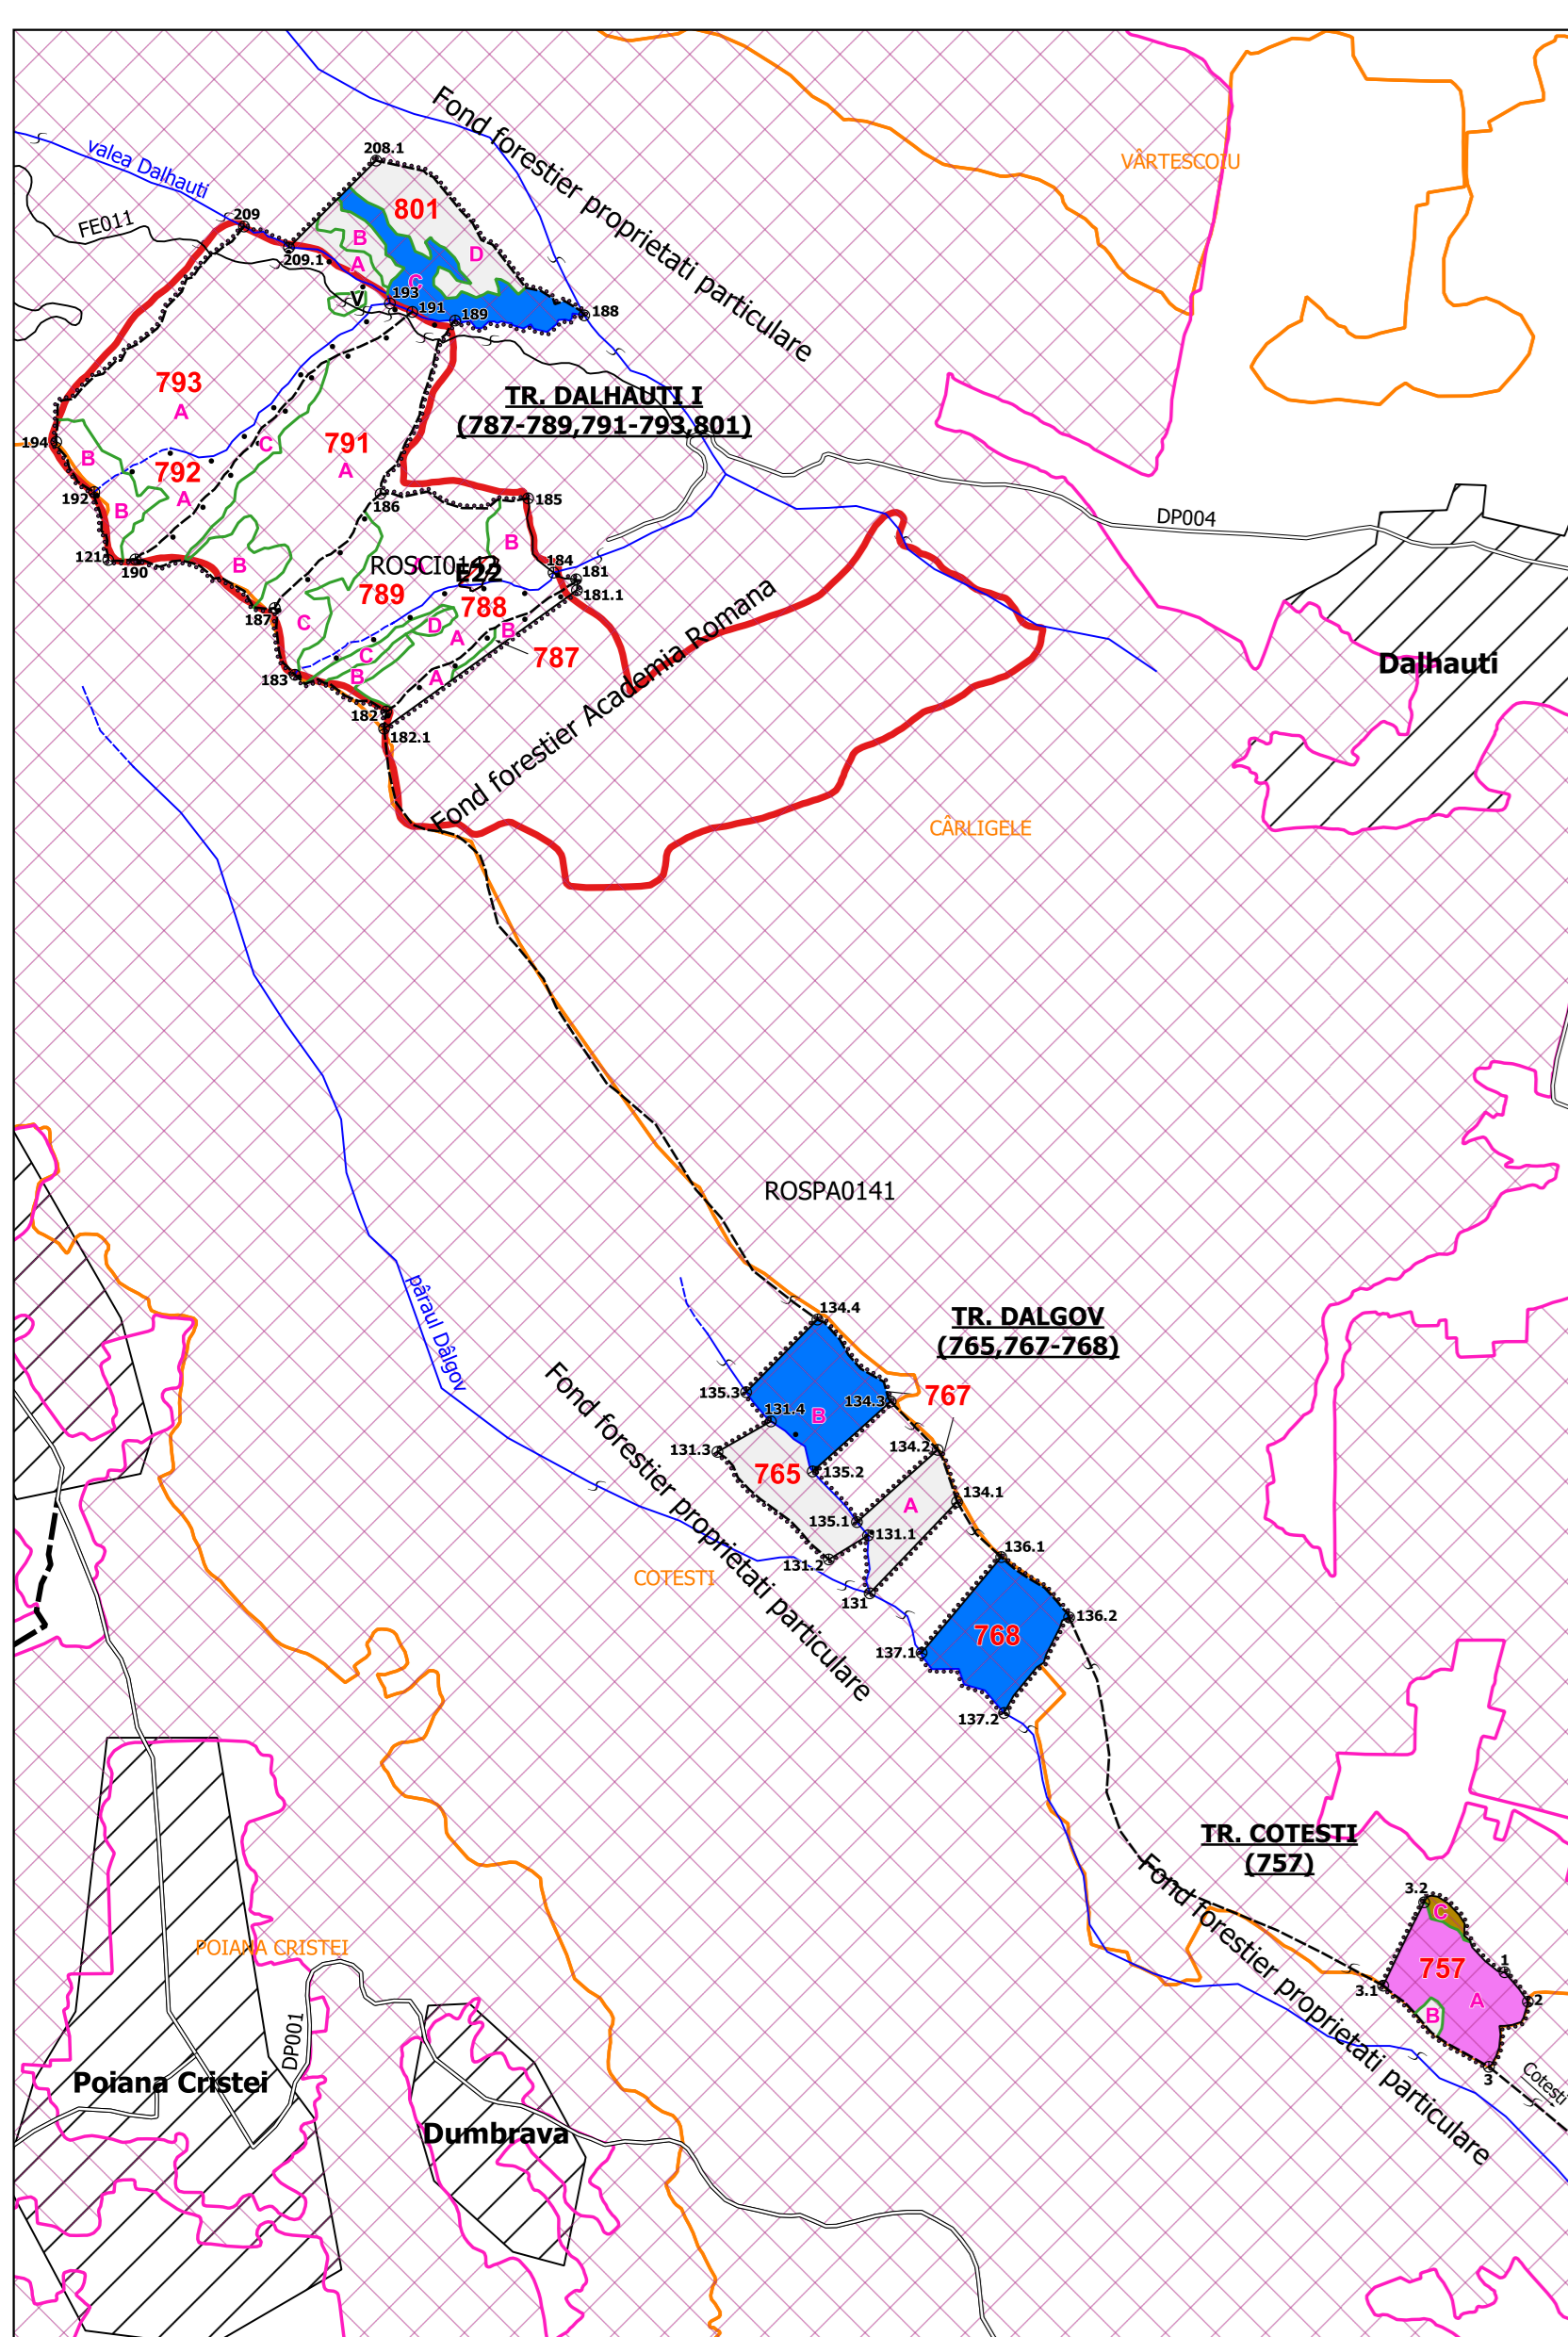 Fond forestier proprietati particulare
VÂRTESCOIU
valea Dalhauti
208.1
FE011
209
801
B
D
A
209.1
C
V
193
191
189
188
793
A
TR. DALHAUTI I
(787-789,791-793,801)
C
791
A
194
B
792
A
192
B
186
185
DP004
B
121
190
B
ROSCI0142
E22
184
181
181.1
789
788
187
C
D
A
B
C
787
Dalhauti
183
B
A
182
182.1
Fond forestier Academia Romana
CÂRLIGELE
ROSPA0141
pâraul Dâlgov
134.4
TR. DALGOV
(765,767-768)
135.3
131.4
B
134.3
767
131.3
765
135.2
134.2
A
134.1
135.1
131.1
131.2
131
136.1
COTESTI
Fond forestier proprietati particulare
136.2
768
137.1
137.2
TR. COTESTI
(757)
3.2
C
POIANA CRISTEI
757
1
3.1
A
2
B
3
Fond forestier proprietati particulare
Cotesti
DP001
Poiana Cristei
Dumbrava